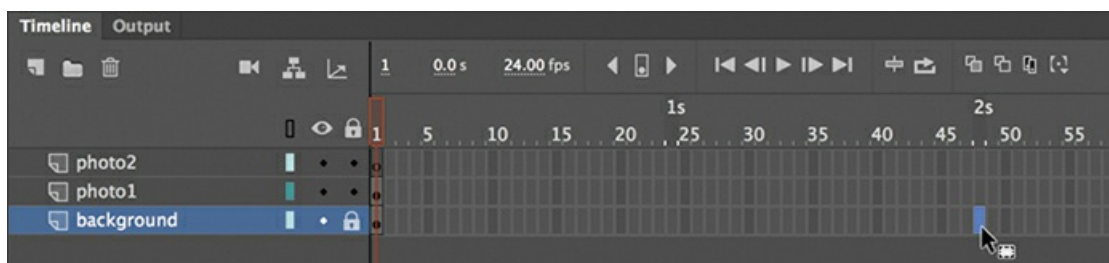 Timeline Output
1 0.0 s 24.00 fps
1s 2s
1 5 10 15 20 25 30 35 40 45 50 55
photo2
photo1
background